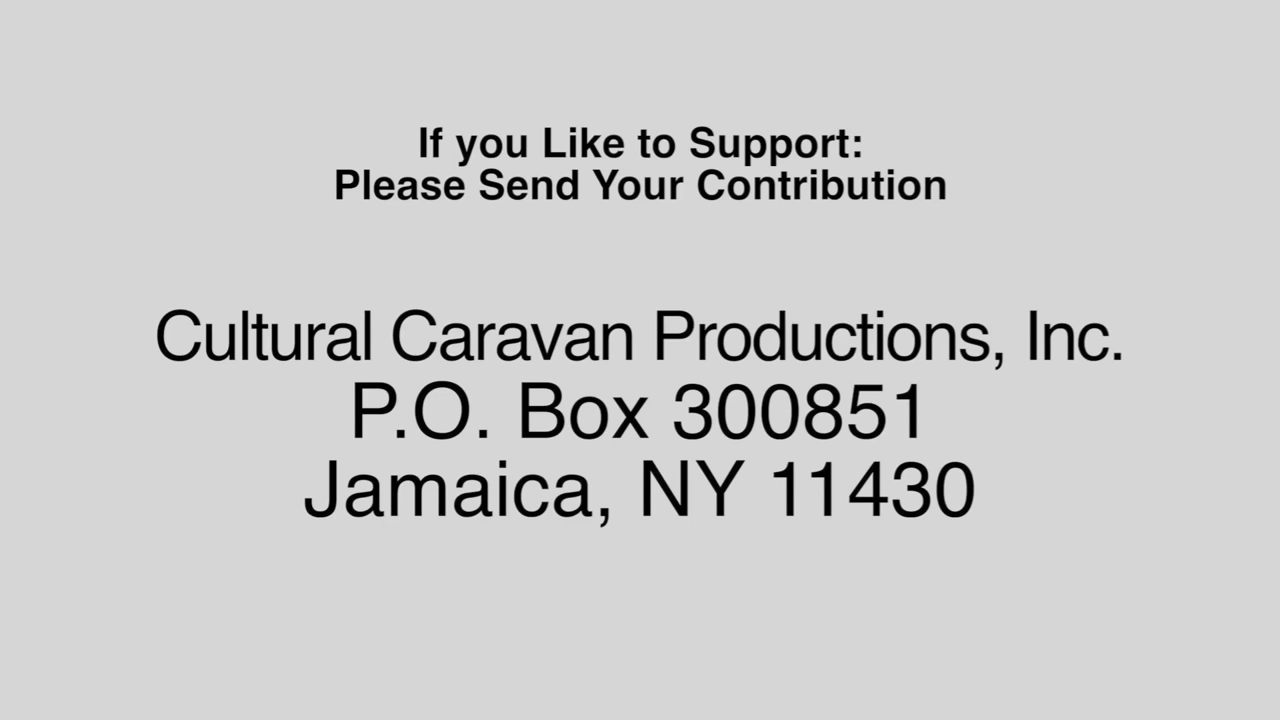 If you Like to Support:
Please Send Your Contribution
Cultural Caravan Productions, Inc.
P.O. Box 300851
Jamaica, NY 11430